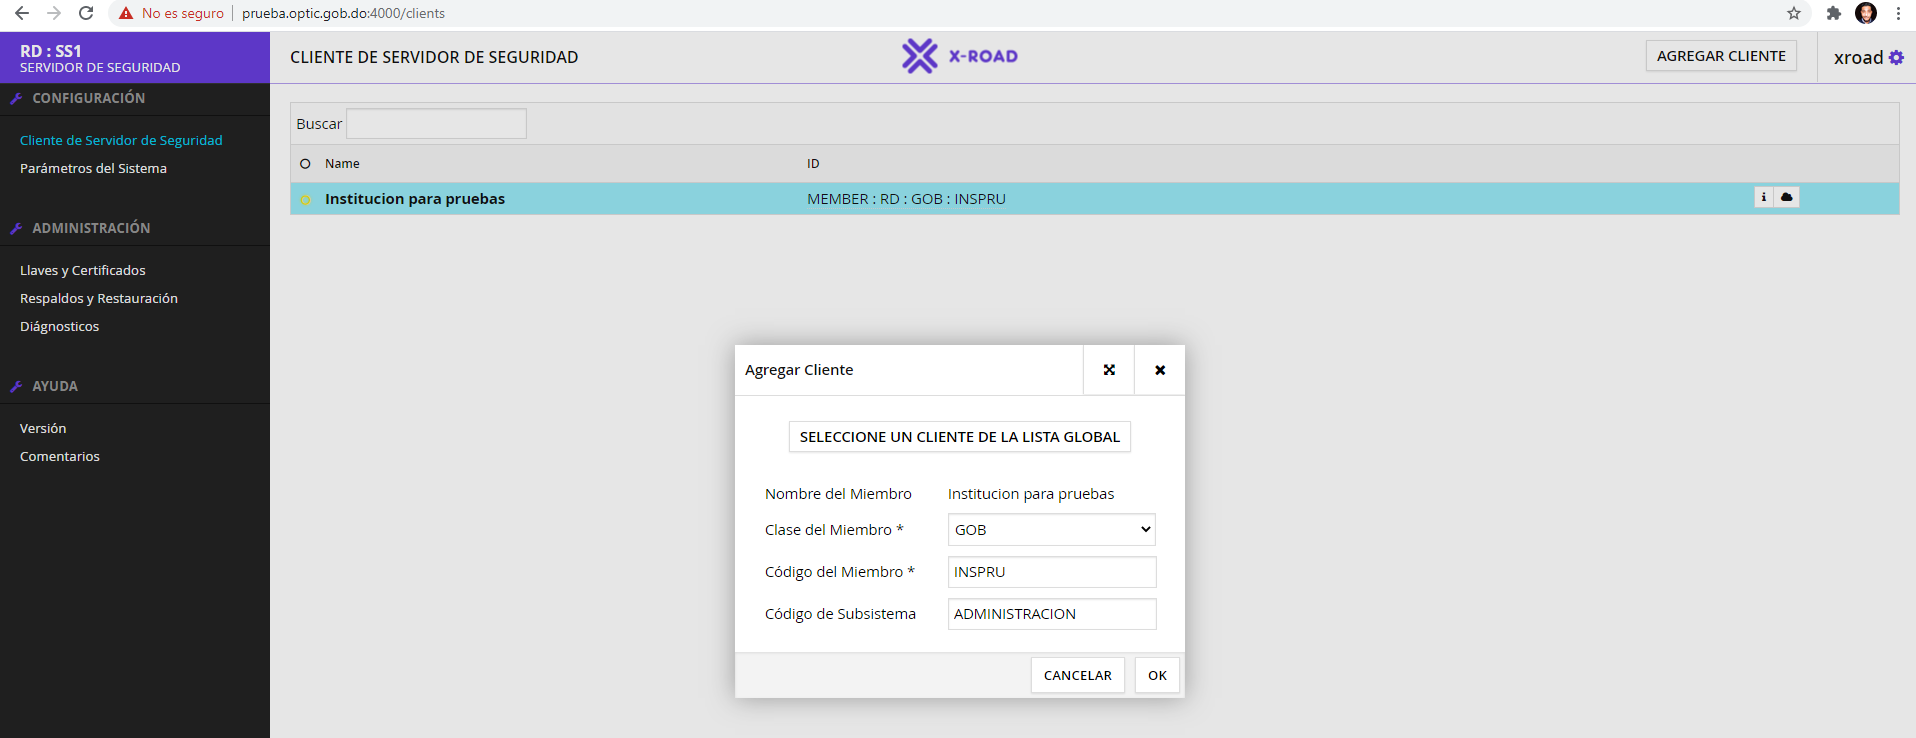 No es seguro | prueba.optic.gob.do:4000/clients
RD : SS1
SERVIDOR DE SEGURIDAD
CLIENTE DE SERVIDOR DE SEGURIDAD
X-ROAD
AGREGAR CLIENTE
xroad
CONFIGURACIÓN
Cliente de Servidor de Seguridad
Parámetros del Sistema
ADMINISTRACIÓN
Llaves y Certificados
Respaldos y Restauración
Diágnosticos
AYUDA
Versión
Comentarios
Buscar
Name ID
Institucion para pruebas MEMBER : RD : GOB : INSPRU
Agregar Cliente
SELECCIONE UN CLIENTE DE LA LISTA GLOBAL
Nombre del Miembro Institucion para pruebas
Clase del Miembro * GOB
Código del Miembro * INSPRU
Código de Subsistema ADMINISTRACION
CANCELAR OK